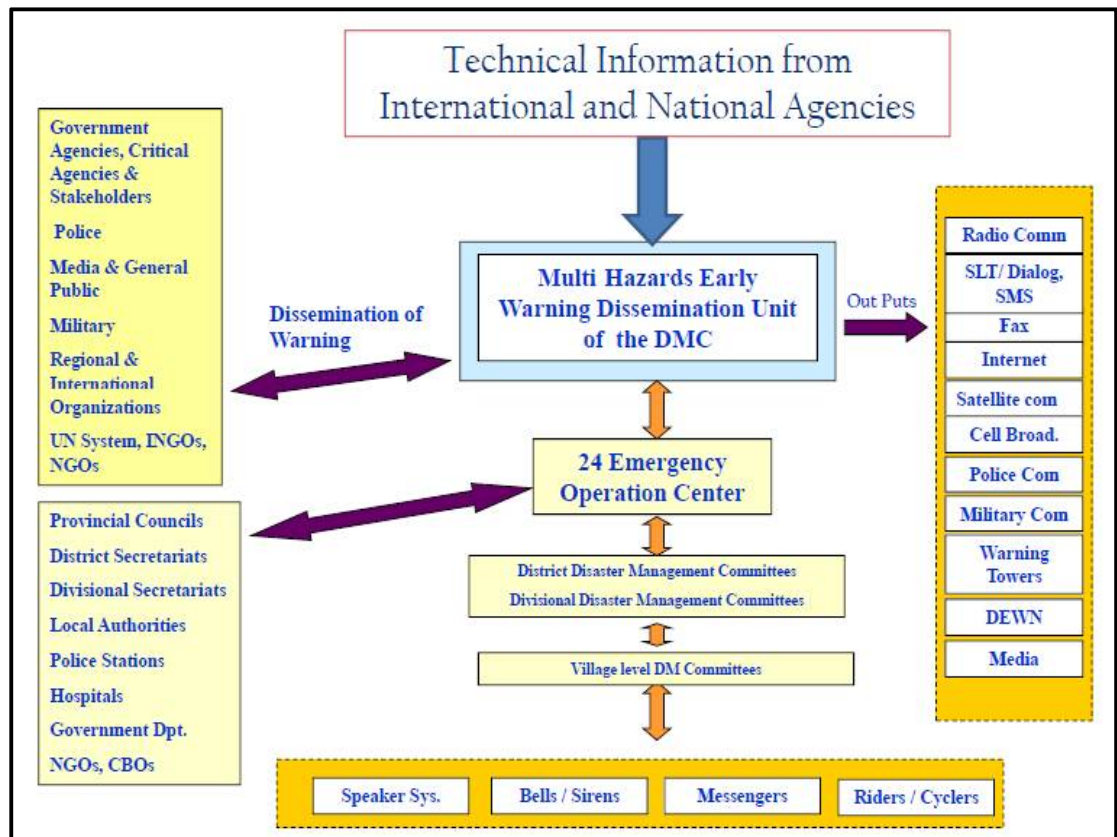 Technical Information from
International and National Agencies
Government
Agencies, Critical
Agencies &
Stakeholders
Police
Media & General
Public
Military
Regional &
International
Organizations
UN System, INGOs,
NGOs
Dissemination of
Warning
Multi Hazards Early
Warning Dissemination Unit
of the DMC
Out Puts
Radio Comm
SLT/ Dialog,
SMS
Fax
Internet
Satellite com
Cell Broad.
Police Com
Military Com
Warning
Towers
DEWN
Media
24 Emergency
Operation Center
Provincial Councils
District Secretariats
Divisional Secretariats
Local Authorities
Police Stations
Hospitals
Government Dpt.
NGOs, CBOs
District Disaster Management Committees
Divisional Disaster Management Committees
Village level DM Committees
Speaker Sys.
Bells / Sirens
Messengers
Riders / Cyclers